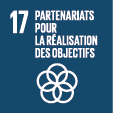 17 PARTENARIATS
POUR
LA RÉALISATION
DES OBJECTIFS